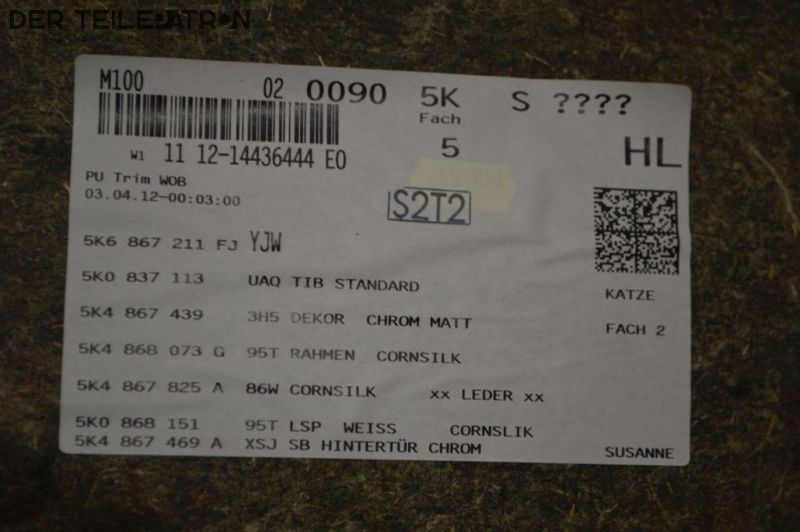 DER TEILEPATRON
M100 02 0090 5K S ????
Fach
W1 11 12-14436444 E0 5 HL
PU Trim WOB
03.04.12-00:03:00 S2T2
5K6 867 211 FJ YJW
5K0 837 113 UAQ TIB STANDARD KATZE
5K4 867 439 3H5 DEKOR CHROM MATT FACH 2
5K4 868 073 G 95T RAHMEN CORNSILK
5K4 867 825 A 86W CORNSILK xx LEDER xx
5K0 868 151 95T LSP WEISS CORNSLIK
5K4 867 469 A XSJ SB HINTERTÜR CHROM SUSANNE